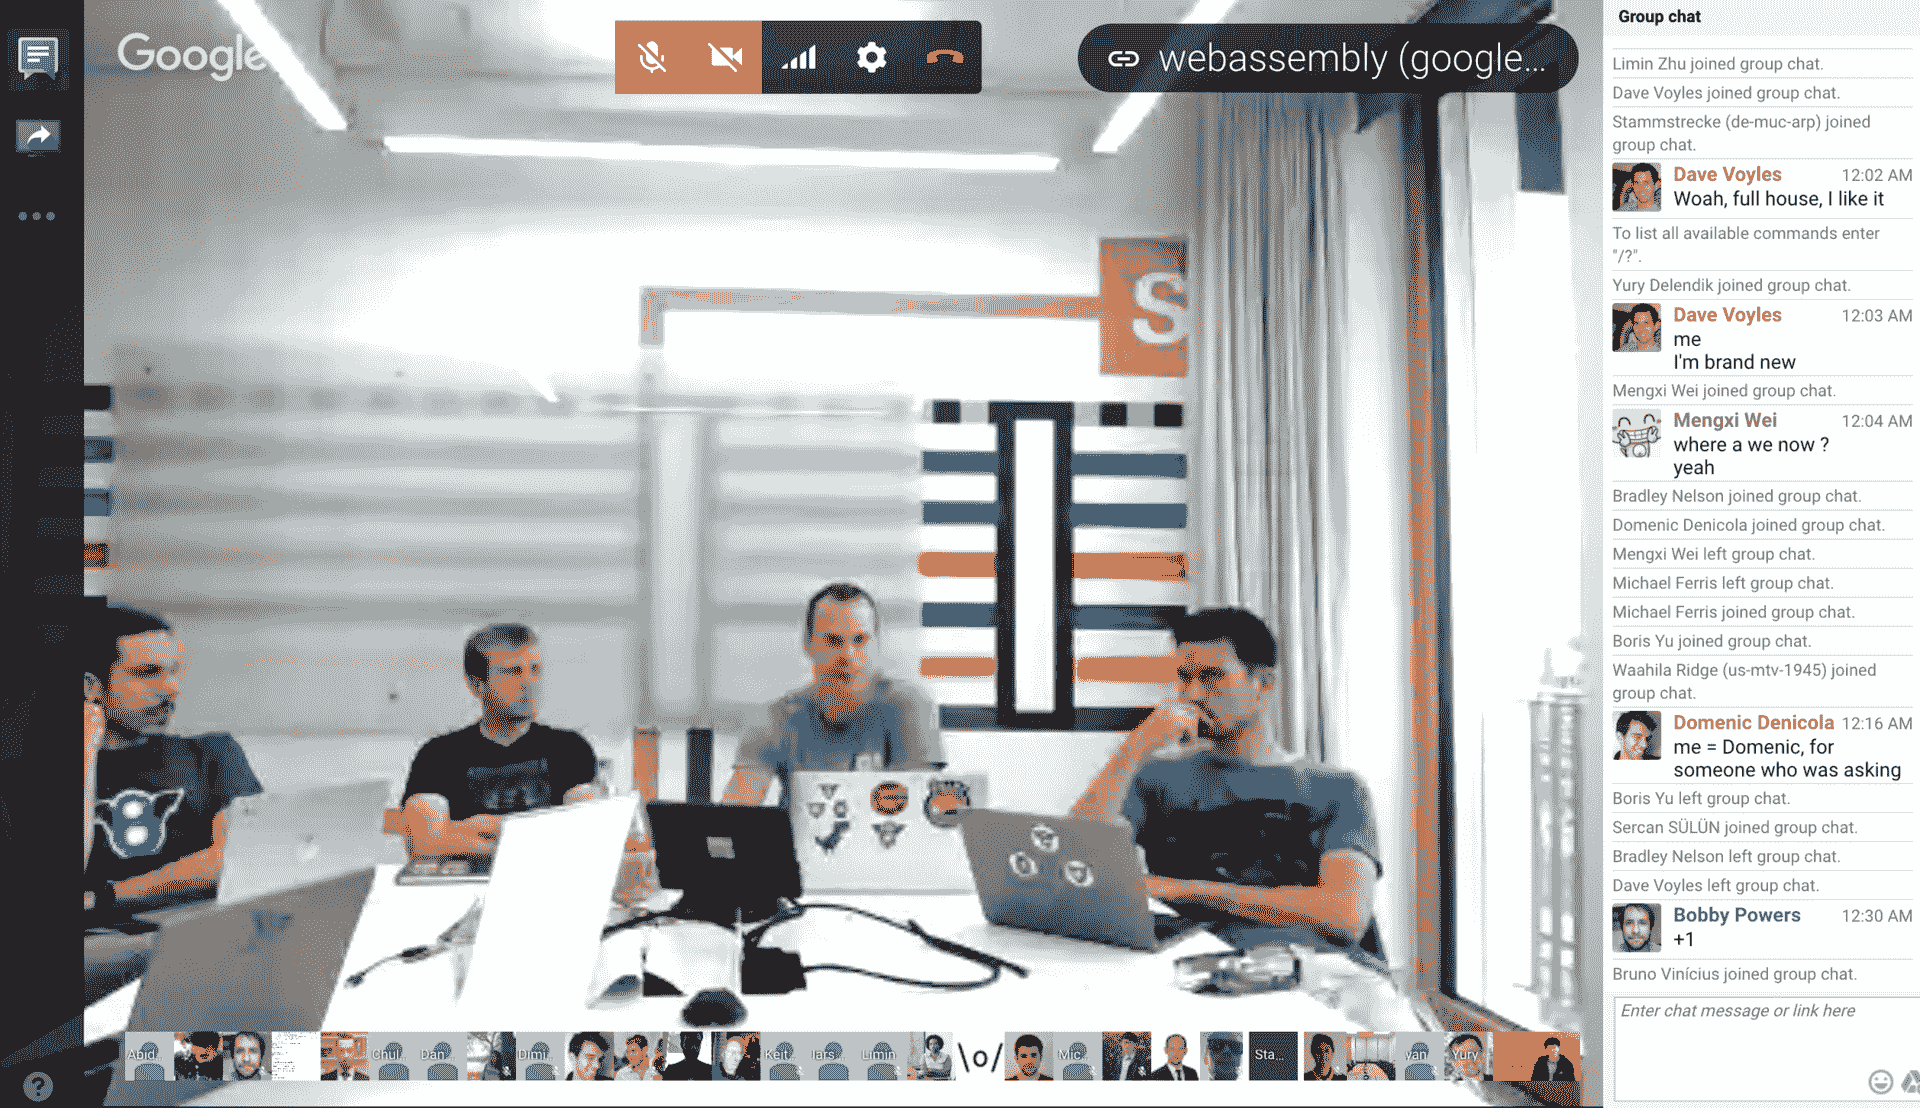 Google
webassembly (google...
S
Group chat
Limin Zhu joined group chat.
Dave Voyles joined group chat.
Stammstrecke (de-muc-arp) joined
group chat.
Dave Voyles 12:02 AM
Woah, full house, I like it
To list all available commands enter
"/?".
Yury Delendik joined group chat.
Dave Voyles 12:03 AM
me
I'm brand new
Mengxi Wei joined group chat.
Mengxi Wei 12:04 AM
where a we now ?
yeah
Bradley Nelson joined group chat.
Domenic Denicola joined group chat.
Mengxi Wei left group chat.
Michael Ferris left group chat.
Michael Ferris joined group chat.
Boris Yu joined group chat.
Waahila Ridge (us-mtv-1945) joined
group chat.
Domenic Denicola 12:16 AM
me = Domenic, for
someone who was asking
Boris Yu left group chat.
Sercan SÜLÜN joined group chat.
Bradley Nelson left group chat.
Dave Voyles left group chat.
Bobby Powers 12:30 AM
+1
Bruno Vinícius joined group chat.
Enter chat message or link here
Abid... Chul... Dan... Dimi... Keit... lars... Limin \o/ Mic... Sta... van Yury
?